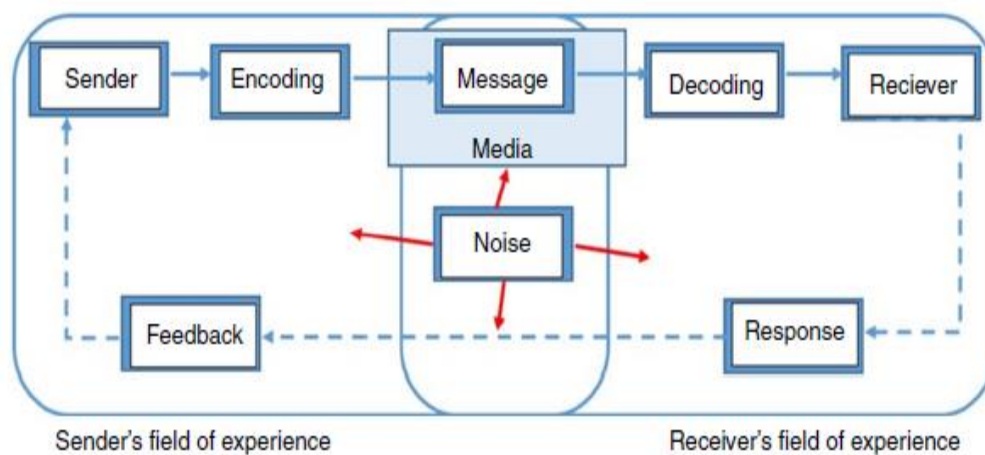 Sender
Encoding
Message
Decoding
Reciever
Media
Noise
Feedback
Response
Sender's field of experience
Receiver's field of experience